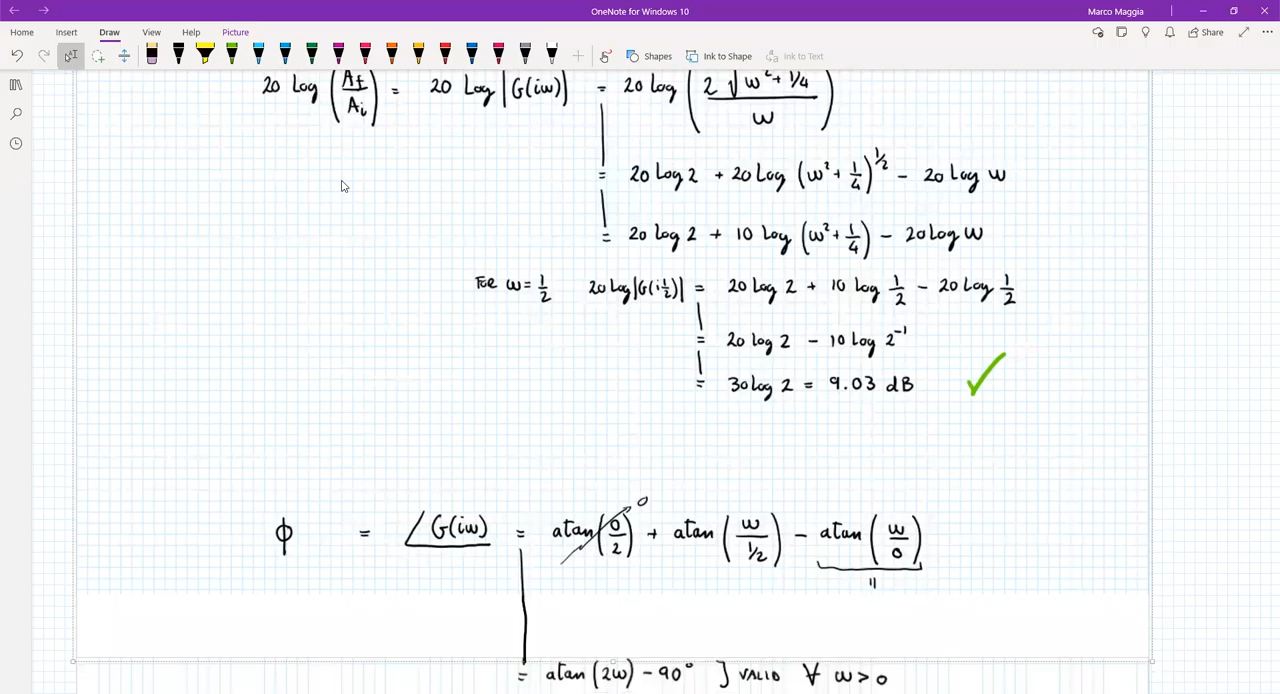 OneNote for Windows 10
Marco Maggia
Home Insert Draw View Help Picture
Share
Shapes Ink to Shape Ink to Text
20 Log (Af/Ai) = 20 Log |G(iω)| = 20 Log (2 √ω² + 1/4 / ω)
= 20 Log 2 + 20 Log (ω² + 1/4)^1/2 - 20 Log ω
= 20 Log 2 + 10 Log (ω² + 1/4) - 20 Log ω
For ω = 1/2 20 Log |G(i 1/2)| = 20 Log 2 + 10 Log 1/2 - 20 Log 1/2
= 20 Log 2 - 10 Log 2⁻¹
= 30 Log 2 = 9.03 dB ✓
ϕ = ∠G(iω) = atan(0/2) 0 + atan(ω / 1/2) - atan(ω/0)
"
= atan(2ω) - 90° ] VALID ∀ ω > 0